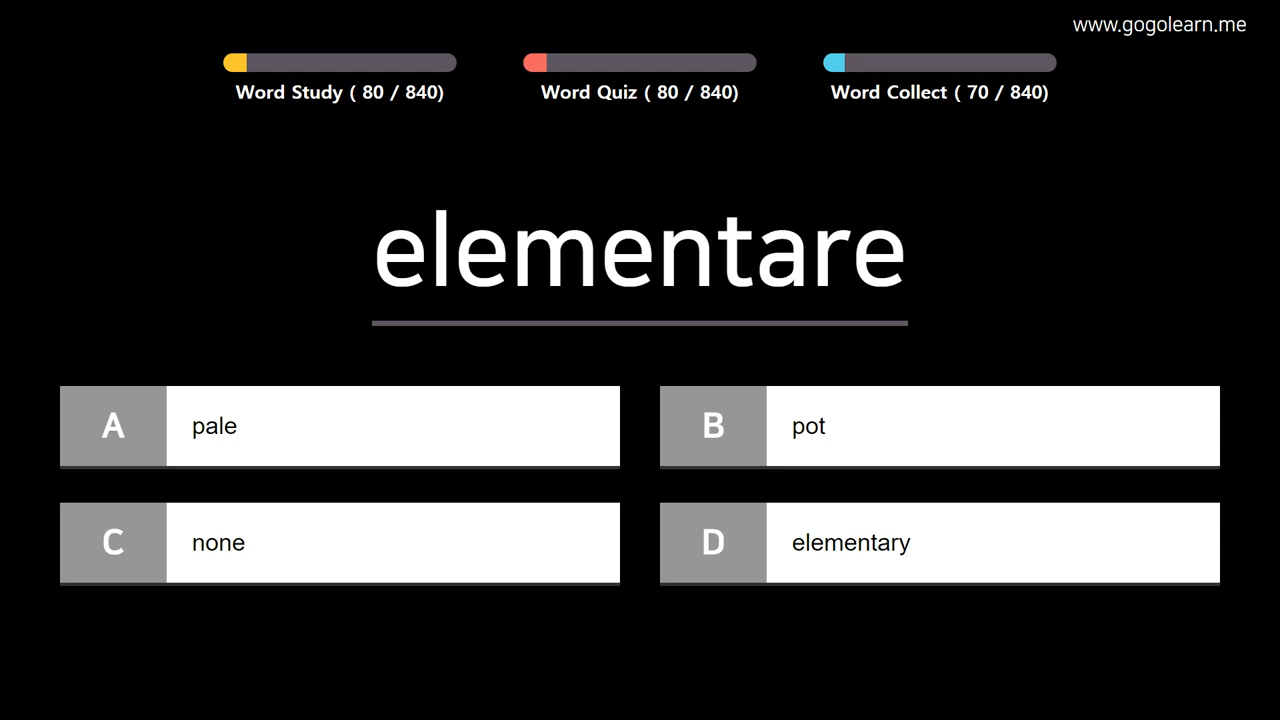 www.gogolearn.me
Word Study ( 80 / 840)
Word Quiz ( 80 / 840)
Word Collect ( 70 / 840)
elementare
A pale
B pot
C none
D elementary